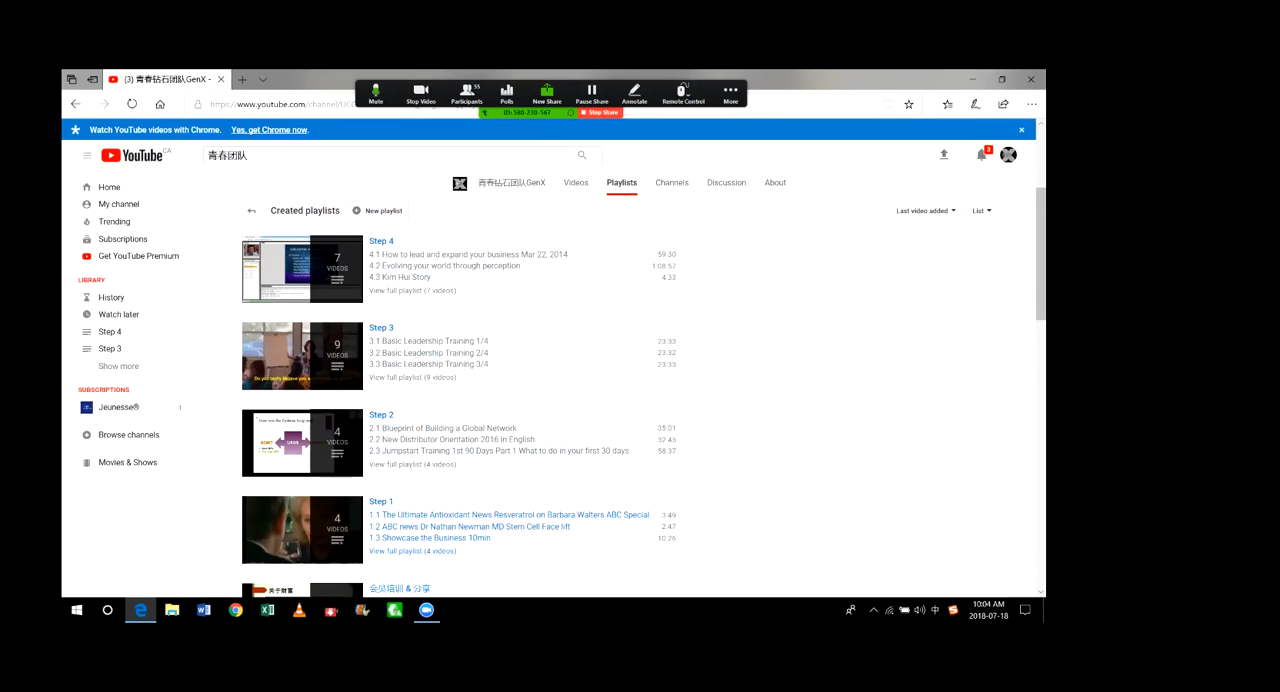 (3) 青春钻石团队GenX -
Mute
Stop Video
Participants
55
Polls
New Share
Pause Share
Annotate
Remote Control
More
https://www.youtube.com/channel/UC
ID: 580-230-567
Stop Share
Watch YouTube videos with Chrome. Yes, get Chrome now.
YouTube CA
青春团队
3
Home
My channel
Trending
Subscriptions
Get YouTube Premium
LIBRARY
History
Watch later
Step 4
Step 3
Show more
SUBSCRIPTIONS
Jeunesse® 1
Browse channels
Movies & Shows
青春钻石团队GenX Videos Playlists Channels Discussion About
Created playlists New playlist
Last video added List
7
VIDEOS
Step 4
4.1 How to lead and expand your business Mar 22, 2014 59:30
4.2 Evolving your world through perception 1:08:57
4.3 Kim Hui Story 4:33
View full playlist (7 videos)
9
VIDEOS
Step 3
3.1 Basic Leadership Training 1/4 23:33
3.2 Basic Leadership Training 2/4 23:32
3.3 Basic Leadership Training 3/4 23:33
View full playlist (9 videos)
4
VIDEOS
Step 2
2.1 Blueprint of Building a Global Network 35:01
2.2 New Distributor Orientation 2016 in English 37:45
2.3 Jumpstart Training 1st 90 Days Part 1 What to do in your first 30 days 58:37
View full playlist (4 videos)
4
VIDEOS
Step 1
1.1 The Ultimate Antioxidant News Resveratrol on Barbara Walters ABC Special 3:49
1.2 ABC news Dr Nathan Newman MD Stem Cell Face lift 2:47
1.3 Showcase the Business 10min 10:26
View full playlist (4 videos)
关于财富
会员培训 & 分享
中
10:04 AM
2018-07-18